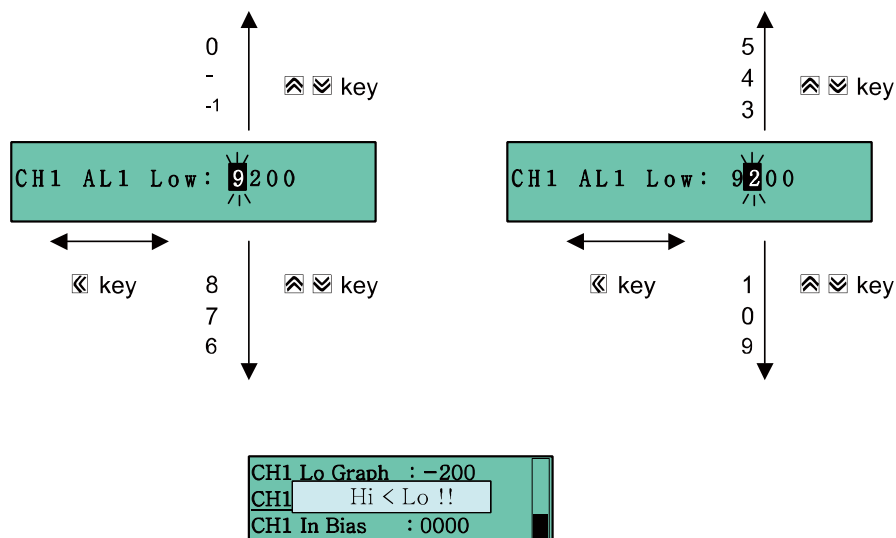 0
-
-1
key
CH1 AL1 Low: 9200
key
8
7
6
key
5
4
3
key
CH1 AL1 Low: 9200
key
1
0
9
key
CH1 Lo Graph : -200
CH1
Hi < Lo !!
CH1 In Bias : 0000